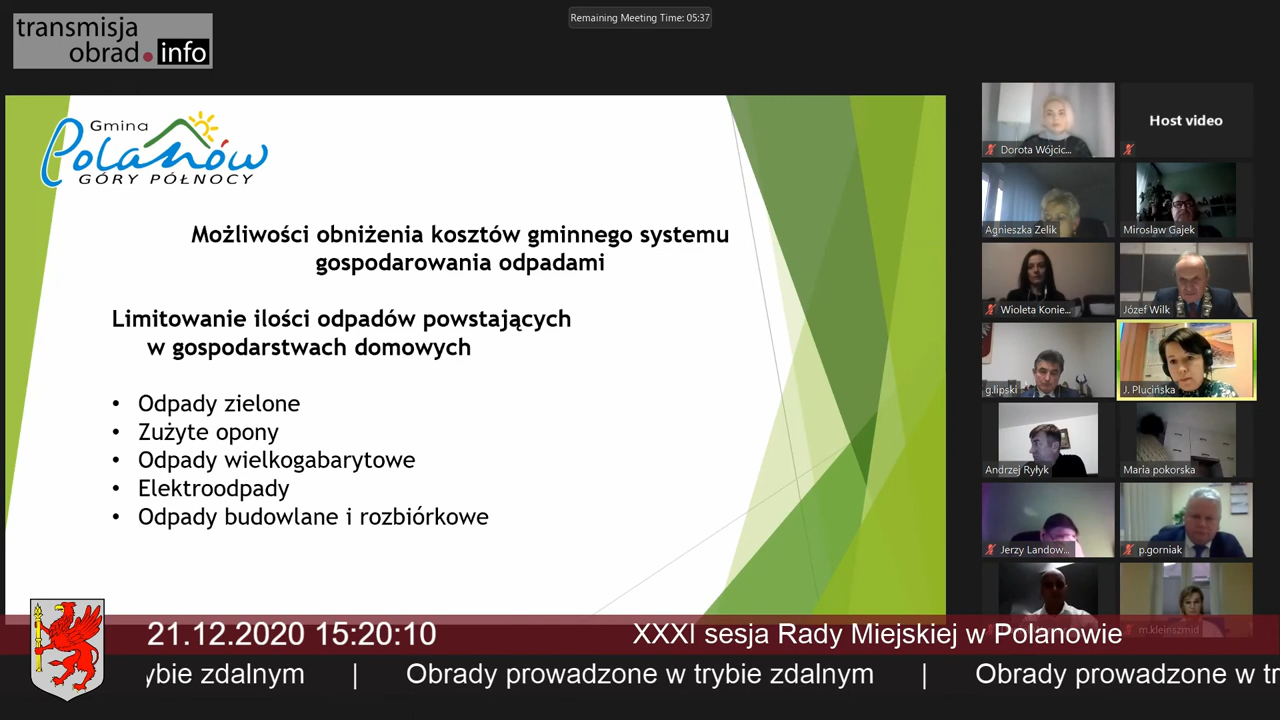 Remaining Meeting Time: 05:37
transmisja
obrad.info
Gmina
Polanów
GÓRY PÓŁNOCY
Możliwości obniżenia kosztów gminnego systemu
gospodarowania odpadami
Limitowanie ilości odpadów powstających
w gospodarstwach domowych
• Odpady zielone
• Zużyte opony
• Odpady wielkogabarytowe
• Elektroodpady
• Odpady budowlane i rozbiórkowe
Dorota Wójcic...
Host video
Agnieszka Zelik
Miroslaw Gajek
Wioleta Konie...
Józef Wilk
g.lipski
J. Plucińska
Andrzej Ryłyk
Maria pokorska
Jerzy Landow...
p.gorniak
m.kleinszmid
21.12.2020 15:20:10
XXXI sesja Rady Miejskiej w Polanowie
ybie zdalnym | Obrady prowadzone w trybie zdalnym | Obrady prowadzone w tr